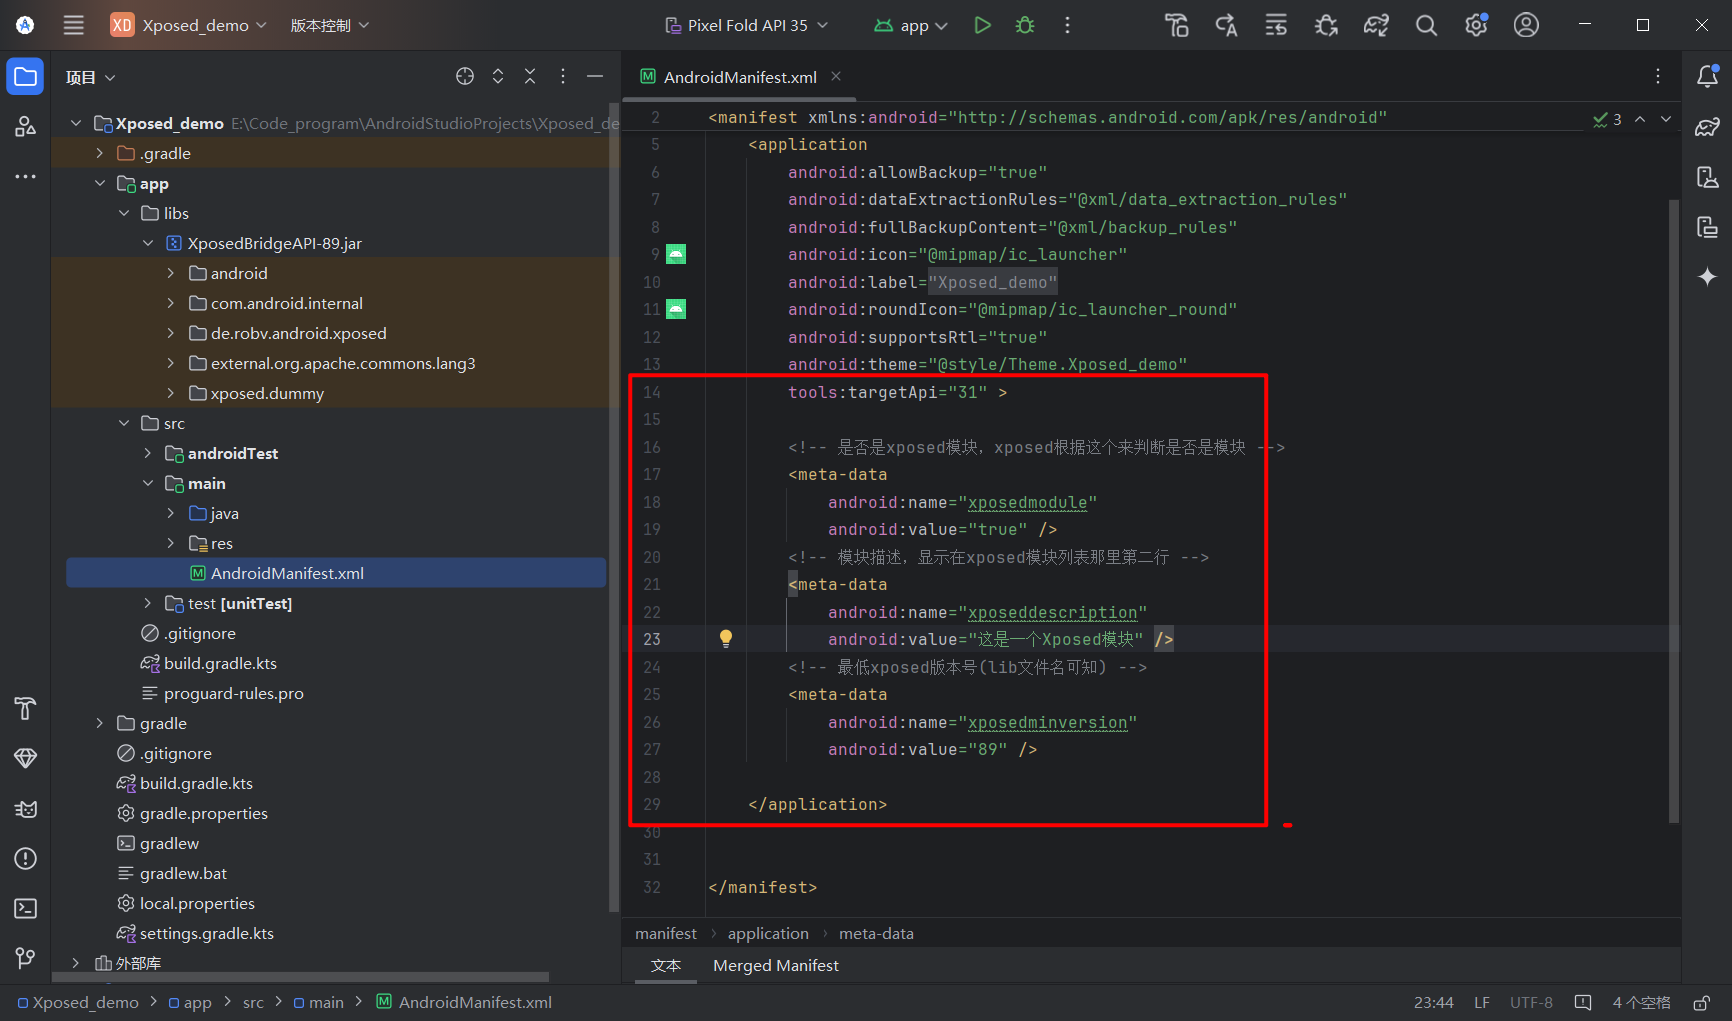 XD Xposed_demo 版本控制 Pixel Fold API 35 app
项目
AndroidManifest.xml
Xposed_demo E:\Code_program\AndroidStudioProjects\Xposed_de
.gradle
app
libs
XposedBridgeAPI-89.jar
android
com.android.internal
de.robv.android.xposed
external.org.apache.commons.lang3
xposed.dummy
src
androidTest
main
java
res
AndroidManifest.xml
test [unitTest]
.gitignore
build.gradle.kts
proguard-rules.pro
gradle
.gitignore
build.gradle.kts
gradle.properties
gradlew
gradlew.bat
local.properties
settings.gradle.kts
外部库
2 <manifest xmlns:android="http://schemas.android.com/apk/res/android"
3
5 <application
6 android:allowBackup="true"
7 android:dataExtractionRules="@xml/data_extraction_rules"
8 android:fullBackupContent="@xml/backup_rules"
9 android:icon="@mipmap/ic_launcher"
10 android:label="Xposed_demo"
11 android:roundIcon="@mipmap/ic_launcher_round"
12 android:supportsRtl="true"
13 android:theme="@style/Theme.Xposed_demo"
14 tools:targetApi="31" >
15
16 <!-- 是否是xposed模块，xposed根据这个来判断是否是模块 -->
17 <meta-data
18 android:name="xposedmodule"
19 android:value="true" />
20 <!-- 模块描述，显示在xposed模块列表那里第二行 -->
21 <meta-data
22 android:name="xposeddescription"
23 android:value="这是一个Xposed模块" />
24 <!-- 最低xposed版本号(lib文件名可知) -->
25 <meta-data
26 android:name="xposedminversion"
27 android:value="89" />
28
29 </application>
30
31
32 </manifest>
manifest application meta-data
文本 Merged Manifest
Xposed_demo app src main AndroidManifest.xml 23:44 LF UTF-8 4 个空格